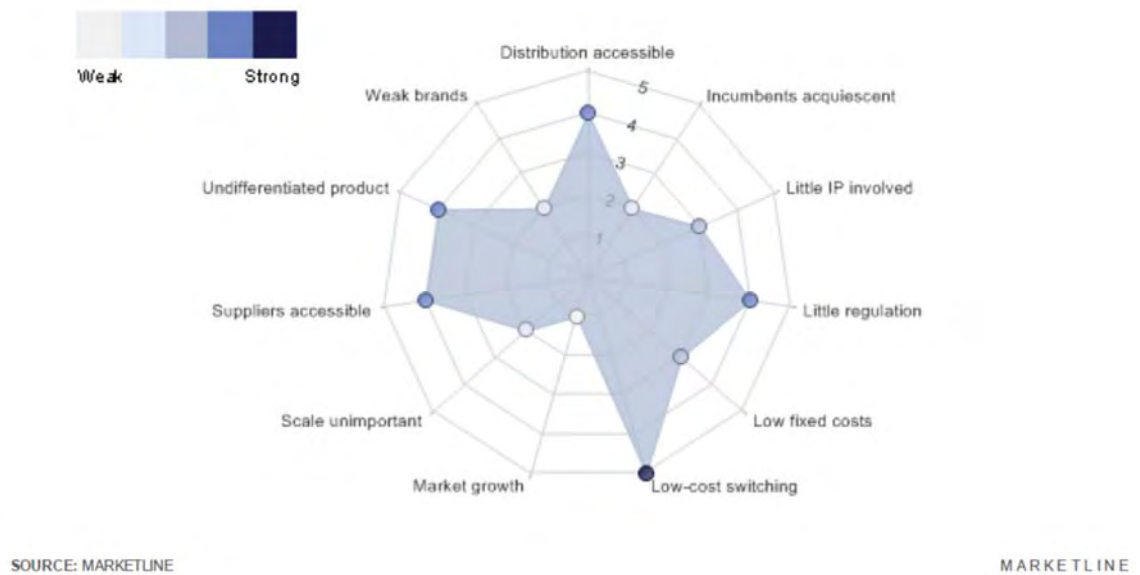 Weak Strong
Distribution accessible
Weak brands
Incumbents acquiescent
5
4
3
2
1
Undifferentiated product
Little IP involved
Suppliers accessible
Little regulation
Scale unimportant
Low fixed costs
Market growth
Low-cost switching
SOURCE: MARKETLINE
MARKETLINE